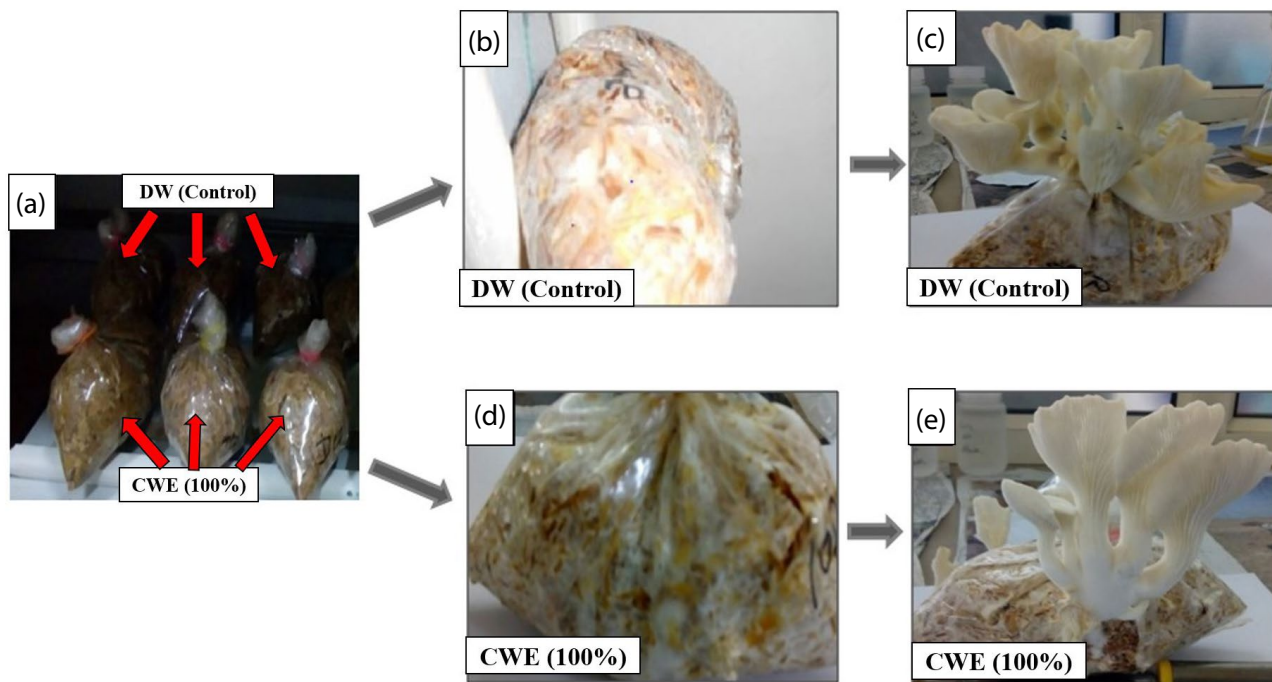 (a)
DW (Control)
CWE (100%)
(b)
DW (Control)
(c)
DW (Control)
(d)
CWE (100%)
(e)
CWE (100%)